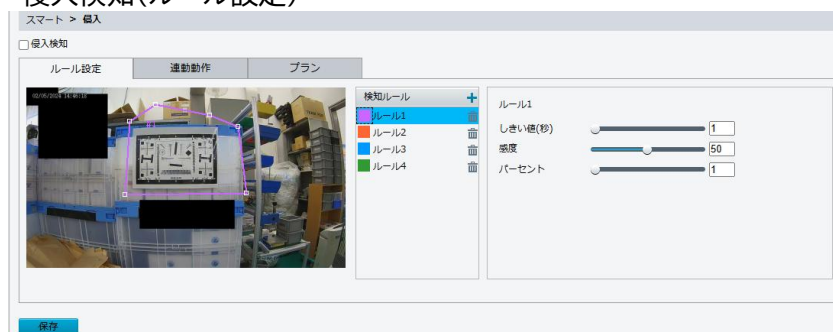 侵入検知(ルール設定)
スマート > 侵入
侵入検知
ルール設定 連動動作 プラン
検知ルール +
ルール1
ルール2
ルール3
ルール4
ルール1
しきい値(秒) 1
感度 50
パーセント 1
保存